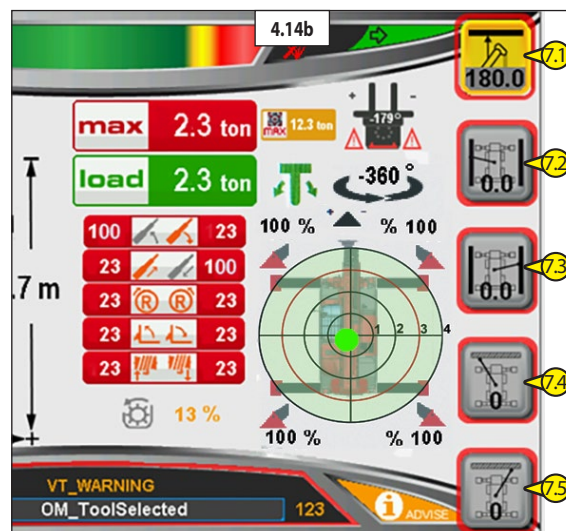 4.14b
180.0
7.1
max 2.3 ton
MAX 12.3 ton
+ -179° -
load 2.3 ton
-360 °
0.0
7.2
100 23
100 % + - % 100
23 100
.7 m
23 R R 23
0.0
7.3
23 23
1 2 3 4
23 23
0
7.4
13 %
100 % % 100
VT_WARNING
OM_ToolSelected 123
i ADVISE
0
7.5